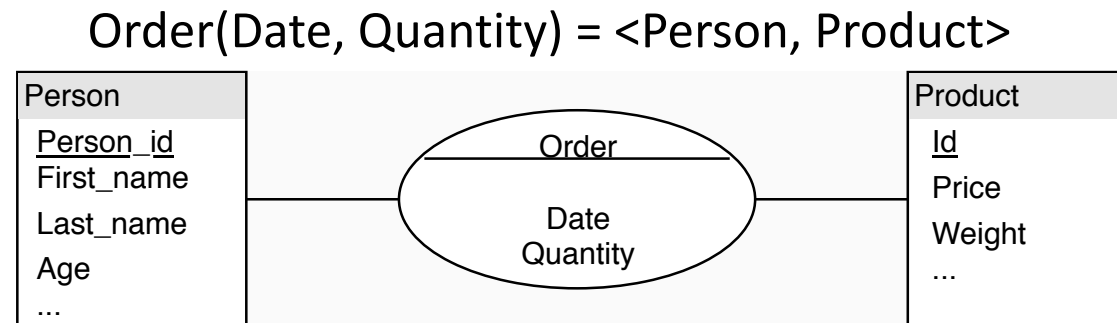 Order(Date, Quantity) = <Person, Product>
Person
Person_id
First_name
Last_name
Age
...
Order
Date
Quantity
Product
Id
Price
Weight
...